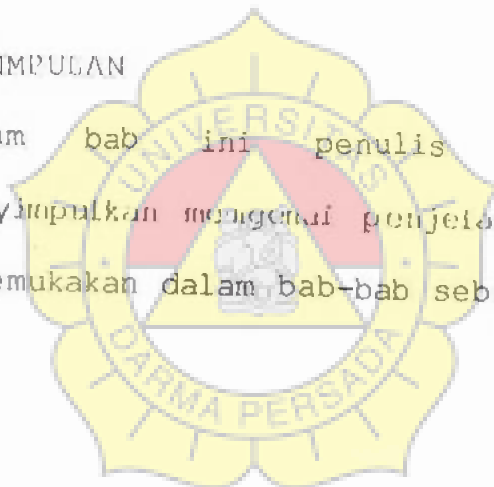 IMPULAN
am bab ini penulis
yimpulkan mengenai penjela
emukakan dalam bab-bab seb
UNIVERSITAS
DARMA PERSADA